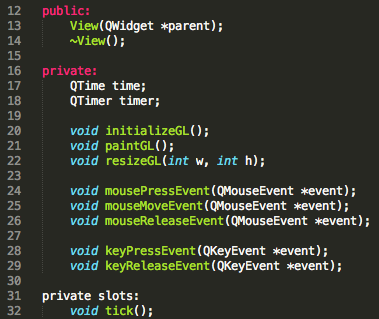 12 public:
13     View(QWidget *parent);
14     ~View();
15
16 private:
17     QTime time;
18     QTimer timer;
19
20     void initializeGL();
21     void paintGL();
22     void resizeGL(int w, int h);
23
24     void mousePressEvent(QMouseEvent *event);
25     void mouseMoveEvent(QMouseEvent *event);
26     void mouseReleaseEvent(QMouseEvent *event);
27
28     void keyPressEvent(QKeyEvent *event);
29     void keyReleaseEvent(QKeyEvent *event);
30
31 private slots:
32     void tick();